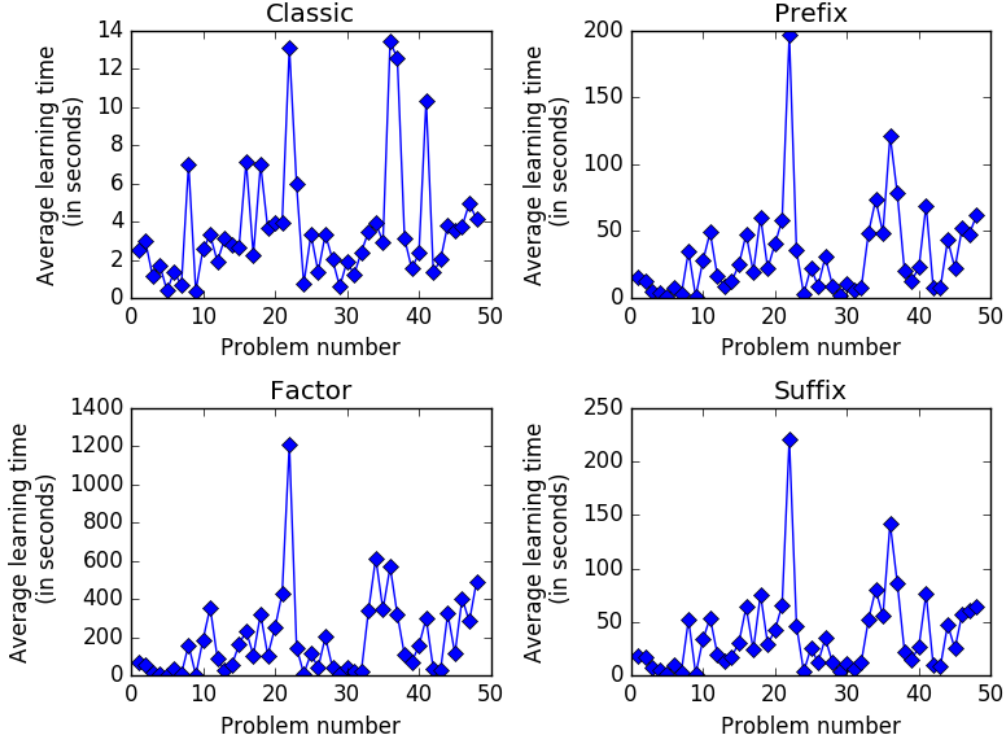 Classic
Average learning time
(in seconds)
14
12
10
8
6
4
2
0
0 10 20 30 40 50
Problem number
Prefix
Average learning time
(in seconds)
200
150
100
50
0
0 10 20 30 40 50
Problem number
Factor
Average learning time
(in seconds)
1400
1200
1000
800
600
400
200
0
0 10 20 30 40 50
Problem number
Suffix
Average learning time
(in seconds)
250
200
150
100
50
0
0 10 20 30 40 50
Problem number